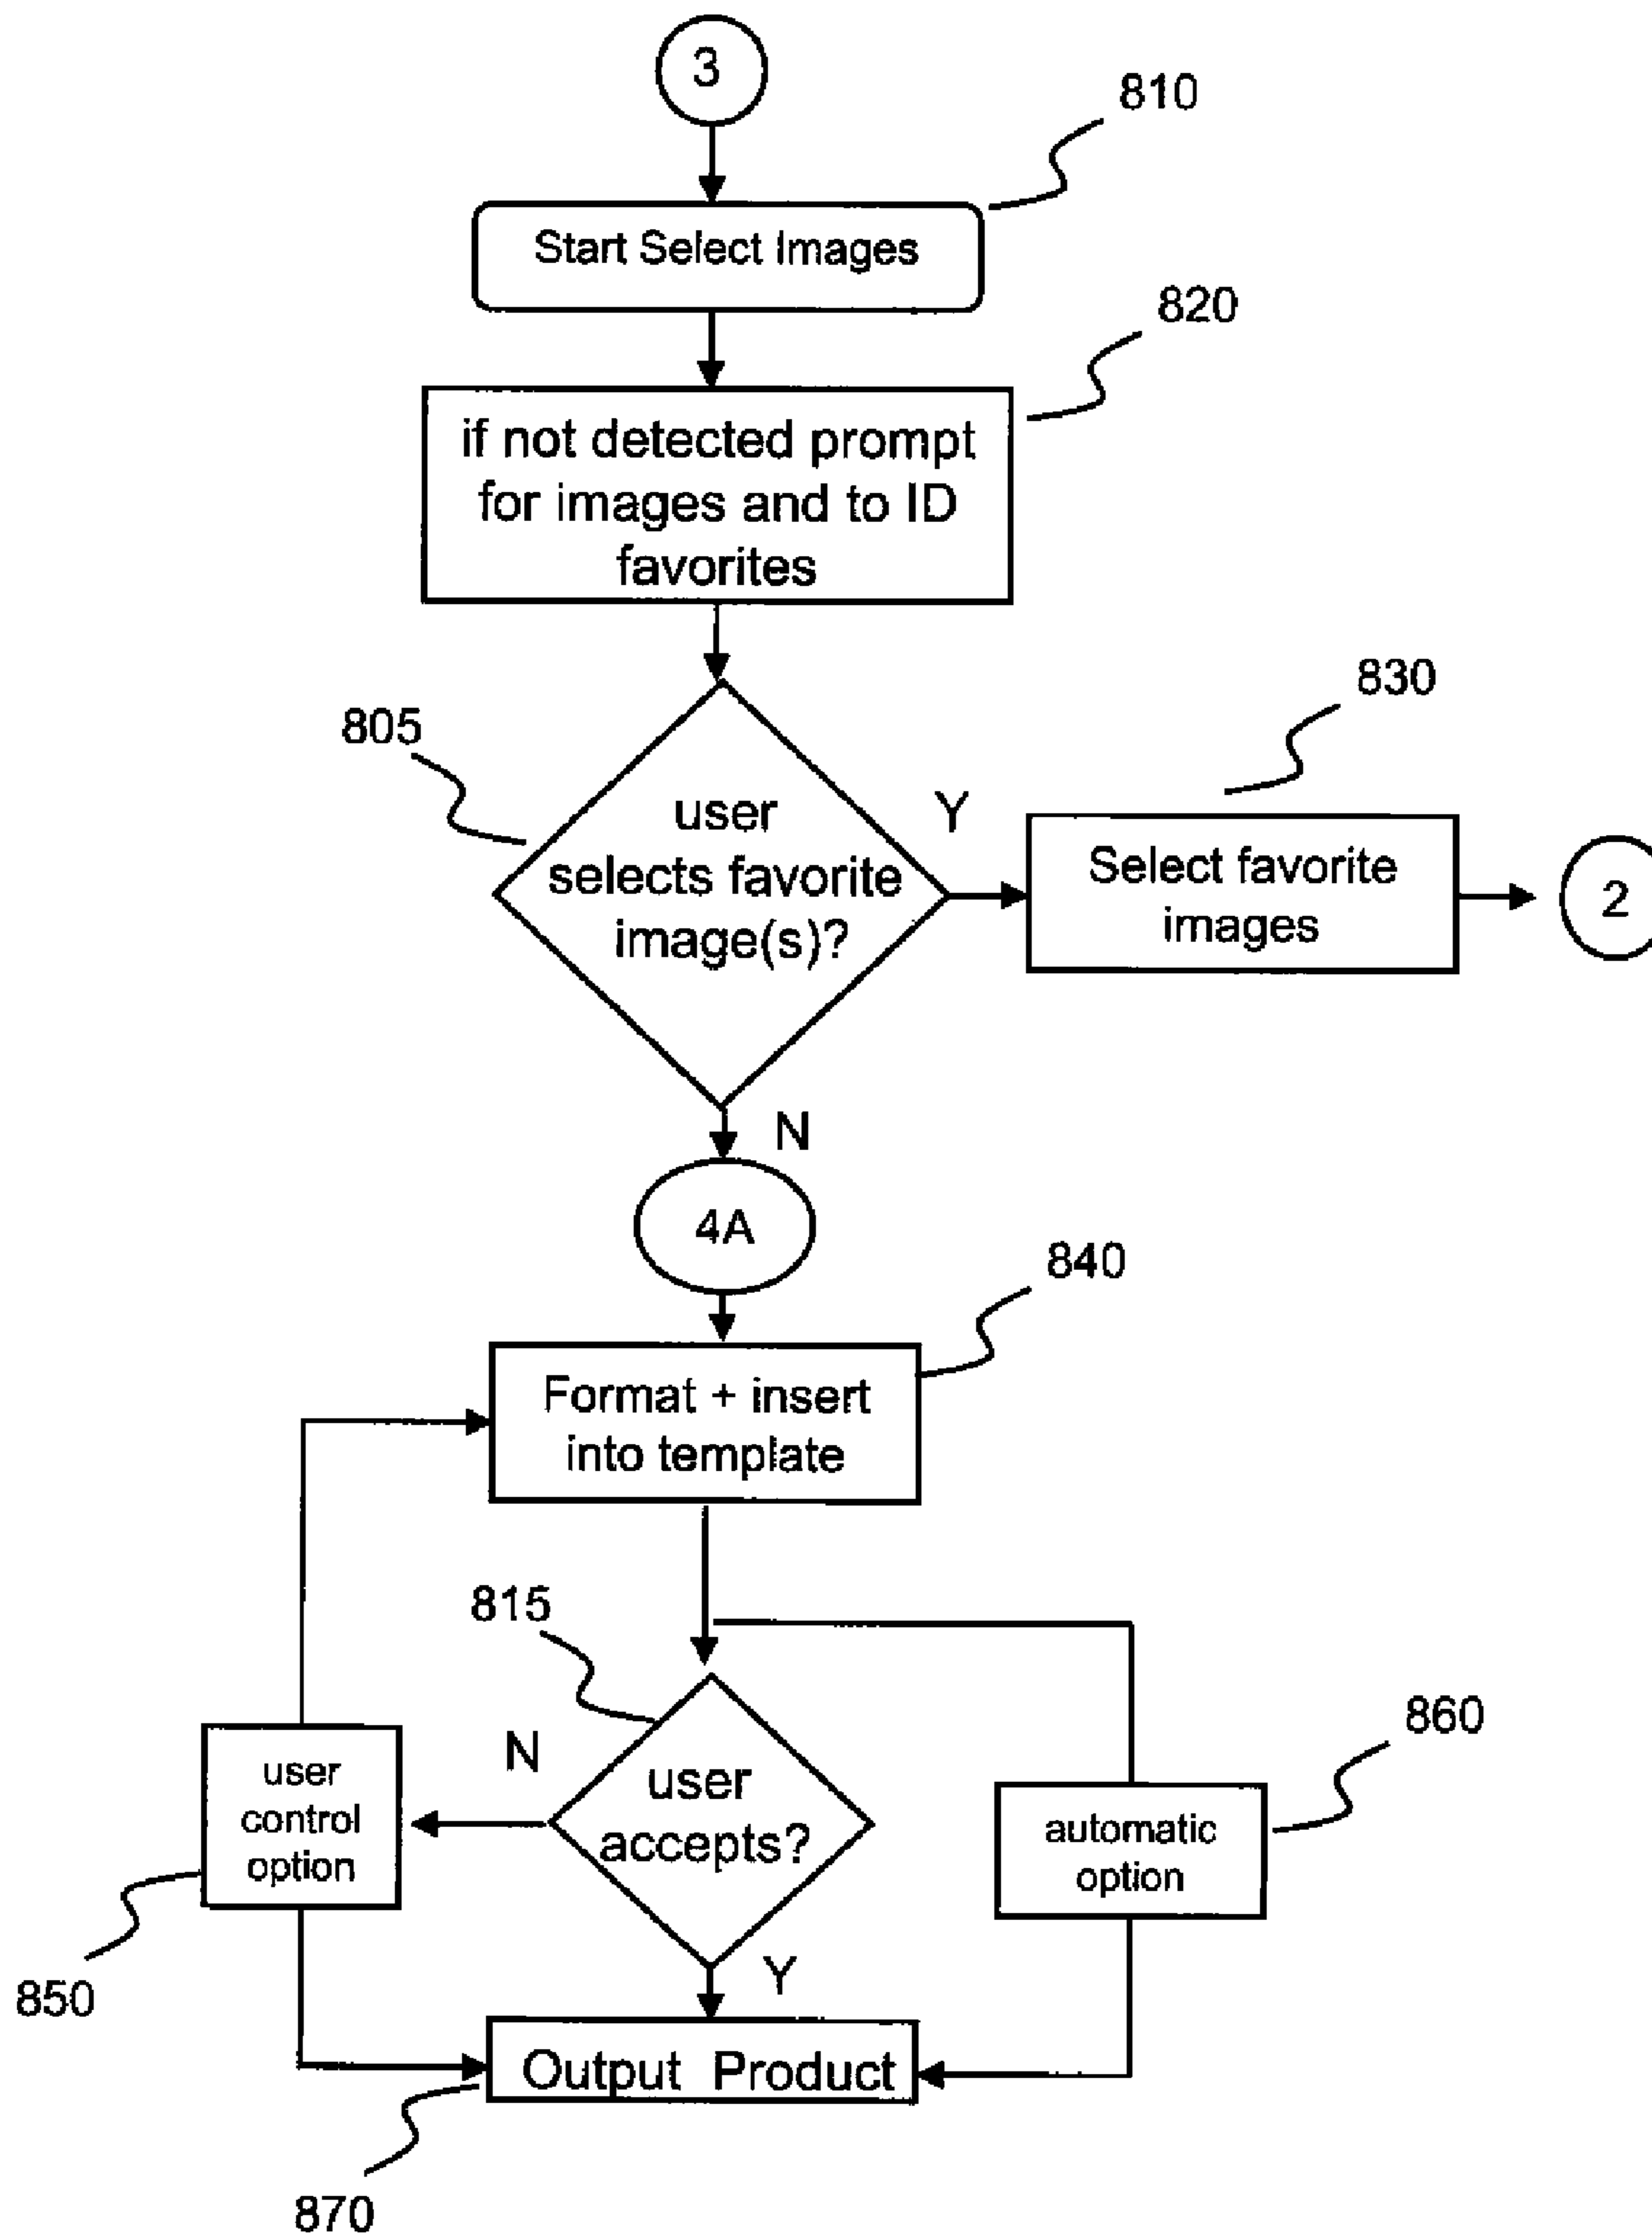 3
810
Start Select Images
820
if not detected prompt
for images and to ID
favorites
830
805
user
selects favorite
image(s)?
Y
Select favorite
images
2
N
4A
840
Format + insert
into template
815
860
N
user
control
option
user
accepts?
automatic
option
850
Y
Output Product
870